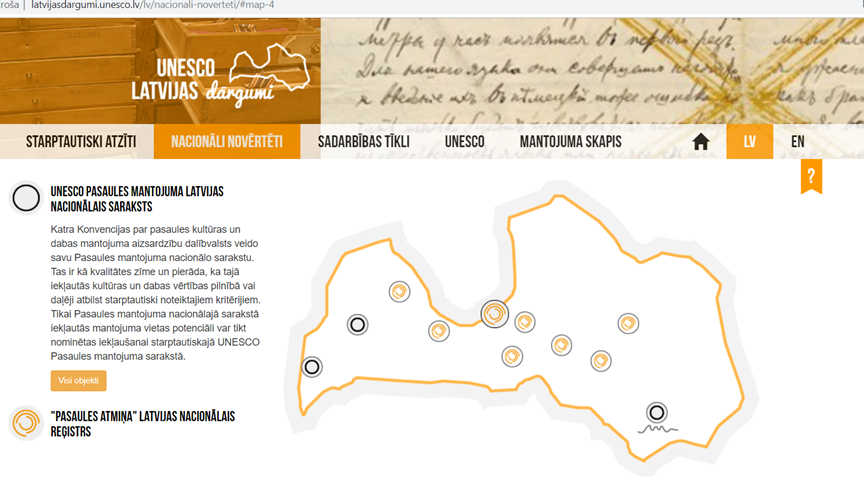 roša | latvijasdargumi.unesco.lv/lv/nacionali-noverteti/#map-4
UNESCO
LATVIJAS dārgumi
STARPTAUTISKI ATZĪTI
NACIONĀLI NOVĒRTĒTI
SADARBĪBAS TĪKLI
UNESCO
MANTOJUMA SKAPIS
LV
EN
?
UNESCO PASAULES MANTOJUMA LATVIJAS
NACIONĀLAIS SARAKSTS
Katra Konvencijas par pasaules kultūras un
dabas mantojuma aizsardzību dalībvalsts veido
savu Pasaules mantojuma nacionālo sarakstu.
Tas ir kā kvalitātes zīme un pierāda, ka tajā
iekļautās kultūras un dabas vērtības pilnībā vai
daļēji atbilst starptautiski noteiktajiem kritērijiem.
Tikai Pasaules mantojuma nacionālajā sarakstā
iekļautās mantojuma vietas potenciāli var tikt
nominētas iekļaušanai starptautiskajā UNESCO
Pasaules mantojuma sarakstā.
Visi objekti
"PASAULES ATMIŅA" LATVIJAS NACIONĀLAIS
REĢISTRS